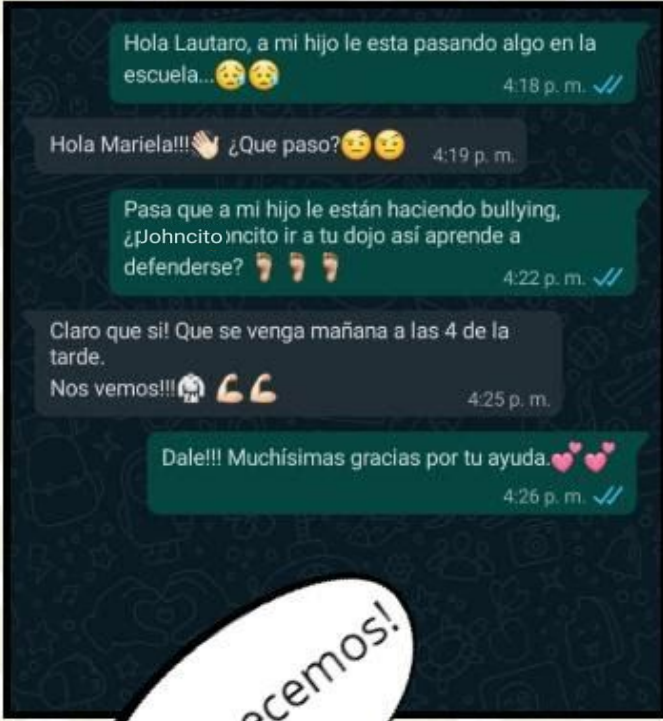 Hola Lautaro, a mi hijo le esta pasando algo en la
escuela...😥😥
4:18 p. m.
Hola Mariela!!!👋🏻 ¿Que paso?🤨🤨
4:19 p. m.
Pasa que a mi hijo le están haciendo bullying,
Johncito ir a tu dojo así aprende a
defenderse? 🦶🏼🦶🏼🦶🏼
4:22 p. m.
Claro que si! Que se venga mañana a las 4 de la
tarde.
Nos vemos!!!🥋 💪🏻💪🏻
4:25 p. m.
Dale!!! Muchísimas gracias por tu ayuda.💕💕
4:26 p. m.
ecemos!